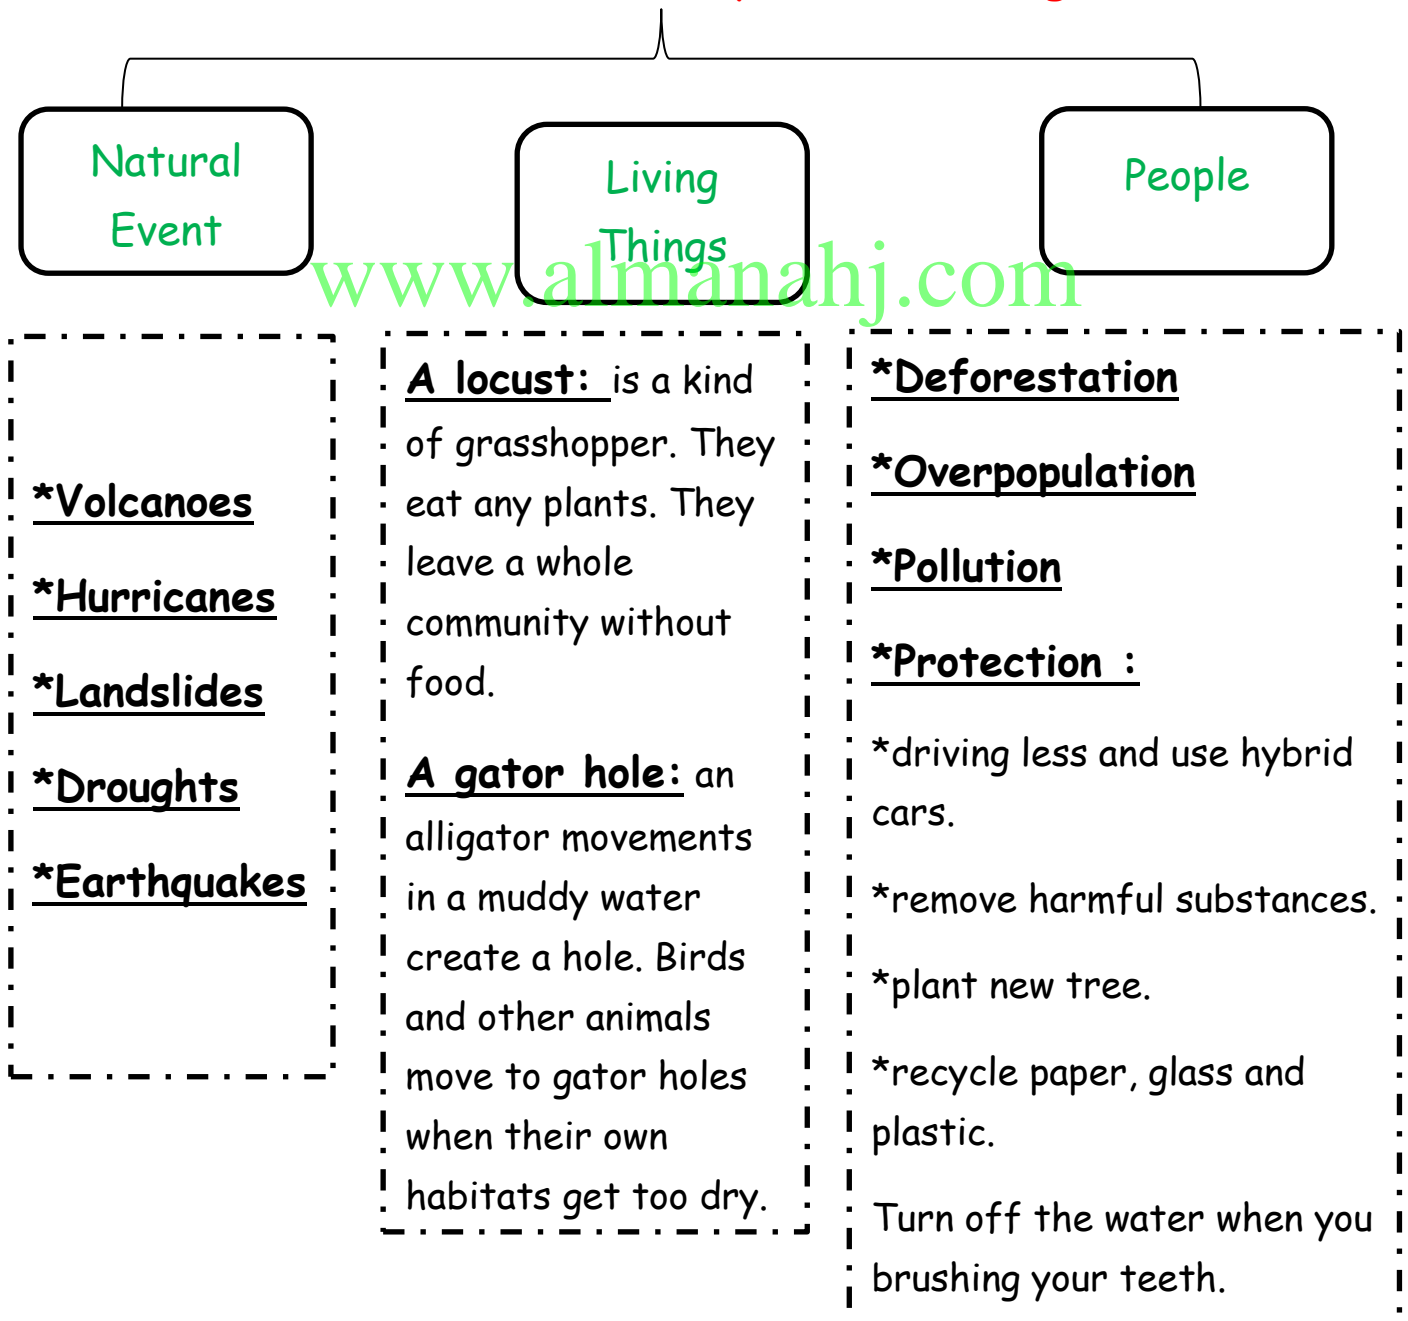 Natural
Event
Living
Things
People
www.almanahj.com
*Volcanoes
*Hurricanes
*Landslides
*Droughts
*Earthquakes
A locust: is a kind
of grasshopper. They
eat any plants. They
leave a whole
community without
food.
A gator hole: an
alligator movements
in a muddy water
create a hole. Birds
and other animals
move to gator holes
when their own
habitats get too dry.
*Deforestation
*Overpopulation
*Pollution
*Protection :
*driving less and use hybrid
cars.
*remove harmful substances.
*plant new tree.
*recycle paper, glass and
plastic.
Turn off the water when you
brushing your teeth.